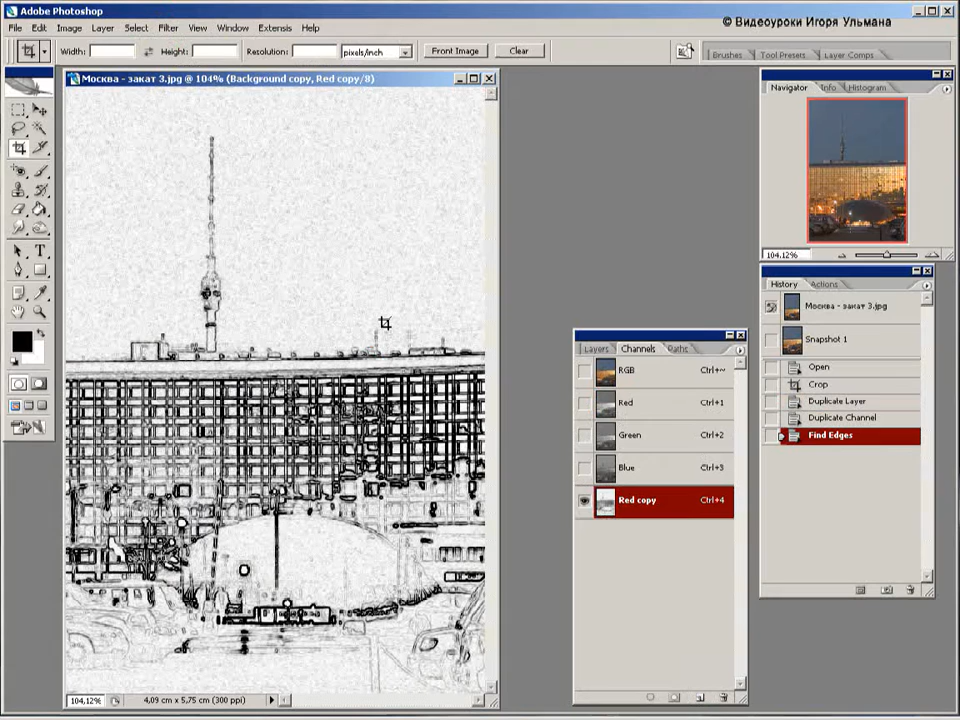 Adobe Photoshop
© Видеоуроки Игоря Ульмана
File Edit Image Layer Select Filter View Window Extensis Help
Width: Height: Resolution: pixels/inch Front Image Clear Brushes Tool Presets Layer Comps
Москва - закат 3.jpg @ 104% (Background copy, Red copy/8)
Navigator Info Histogram
104,12%
History Actions
Москва - закат 3.jpg
Snapshot 1
Open
Crop
Duplicate Layer
Duplicate Channel
Find Edges
Layers Channels Paths
RGB Ctrl+~
Red Ctrl+1
Green Ctrl+2
Blue Ctrl+3
Red copy Ctrl+4
104,12% 4,09 cm x 5,75 cm (300 ppi)